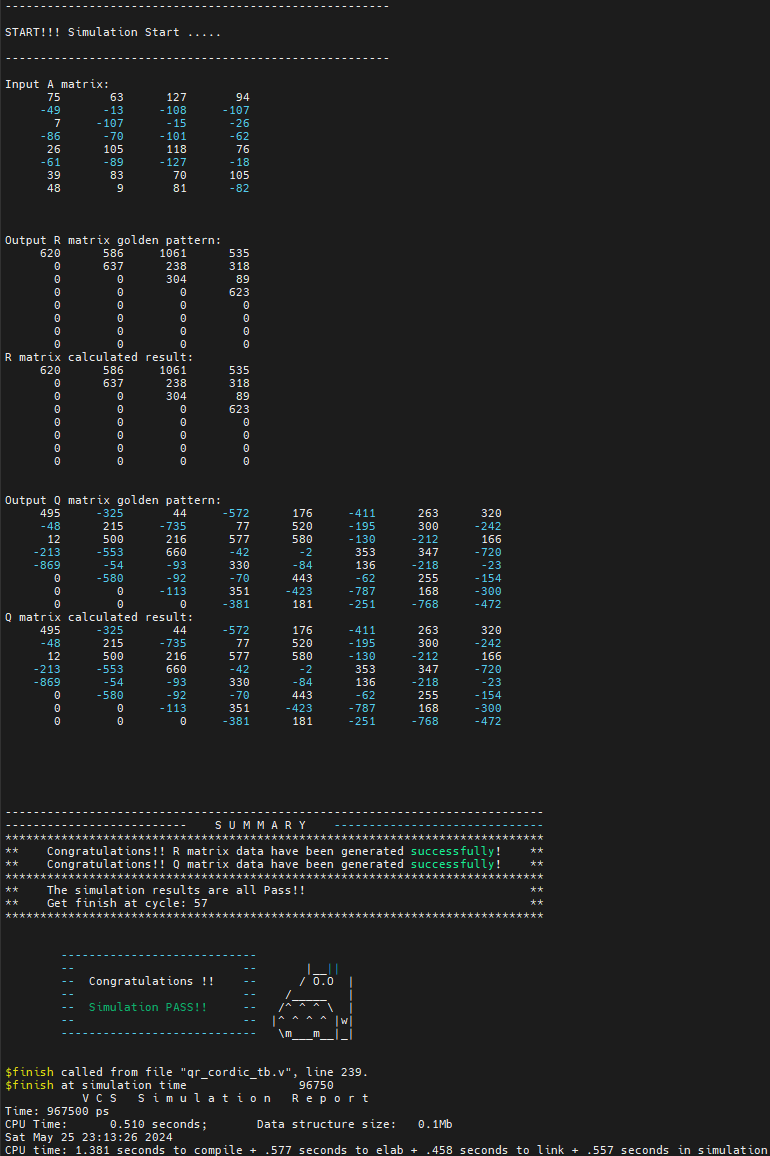 -------------------------------------------------------
START!!! Simulation Start .....
-------------------------------------------------------
Input A matrix:
75 63 127 94
-49 -13 -108 -107
7 -107 -15 -26
-86 -70 -101 -62
26 105 118 76
-61 -89 -127 -18
39 83 70 105
48 9 81 -82
Output R matrix golden pattern:
620 586 1061 535
0 637 238 318
0 0 304 89
0 0 0 623
0 0 0 0
0 0 0 0
0 0 0 0
0 0 0 0
R matrix calculated result:
620 586 1061 535
0 637 238 318
0 0 304 89
0 0 0 623
0 0 0 0
0 0 0 0
0 0 0 0
0 0 0 0
Output Q matrix golden pattern:
495 -325 44 -572 176 -411 263 320
-48 215 -735 77 520 -195 300 -242
12 500 216 577 580 -130 -212 166
-213 -553 660 -42 -2 353 347 -720
-869 -54 -93 330 -84 136 -218 -23
0 -580 -92 -70 443 -62 255 -154
0 0 -113 351 -423 -787 168 -300
0 0 0 -381 181 -251 -768 -472
Q matrix calculated result:
495 -325 44 -572 176 -411 263 320
-48 215 -735 77 520 -195 300 -242
12 500 216 577 580 -130 -212 166
-213 -553 660 -42 -2 353 347 -720
-869 -54 -93 330 -84 136 -218 -23
0 -580 -92 -70 443 -62 255 -154
0 0 -113 351 -423 -787 168 -300
0 0 0 -381 181 -251 -768 -472
-----------------------------------------------------------------------------
-------------------------- S U M M A R Y ------------------------------
*****************************************************************************
** Congratulations!! R matrix data have been generated successfully! **
** Congratulations!! Q matrix data have been generated successfully! **
*****************************************************************************
** The simulation results are all Pass!! **
** Get finish at cycle: 57 **
*****************************************************************************
----------------------------
-- -- |__||
-- Congratulations !! -- / O.O |
-- -- /_____ |
-- Simulation PASS!! -- /^ ^ ^ \ |
-- -- |^ ^ ^ ^ |w|
---------------------------- \m___m__|_|
$finish called from file "qr_cordic_tb.v", line 239.
$finish at simulation time 96750
V C S S i m u l a t i o n R e p o r t
Time: 967500 ps
CPU Time: 0.510 seconds; Data structure size: 0.1Mb
Sat May 25 23:13:26 2024
CPU time: 1.381 seconds to compile + .577 seconds to elab + .458 seconds to link + .557 seconds in simulation